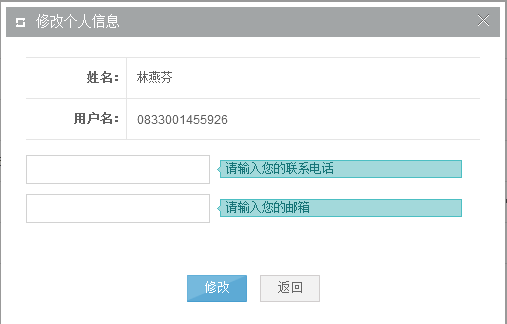 修改个人信息
姓名：林燕芬
用户名：0833001455926
请输入您的联系电话
请输入您的邮箱
修改 返回